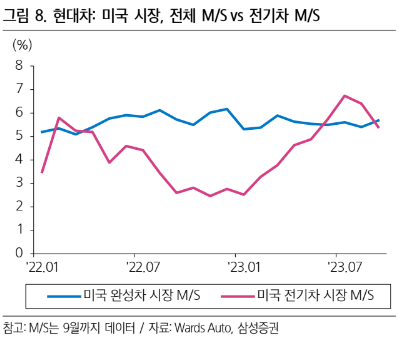 그림 8. 현대차: 미국 시장, 전체 M/S vs 전기차 M/S
(%)
8
7
6
5
4
3
2
1
0
'22.01 '22.07 '23.01 '23.07
미국 완성차 시장 M/S 미국 전기차 시장 M/S
참고: M/S는 9월까지 데이터 / 자료: Wards Auto, 삼성증권